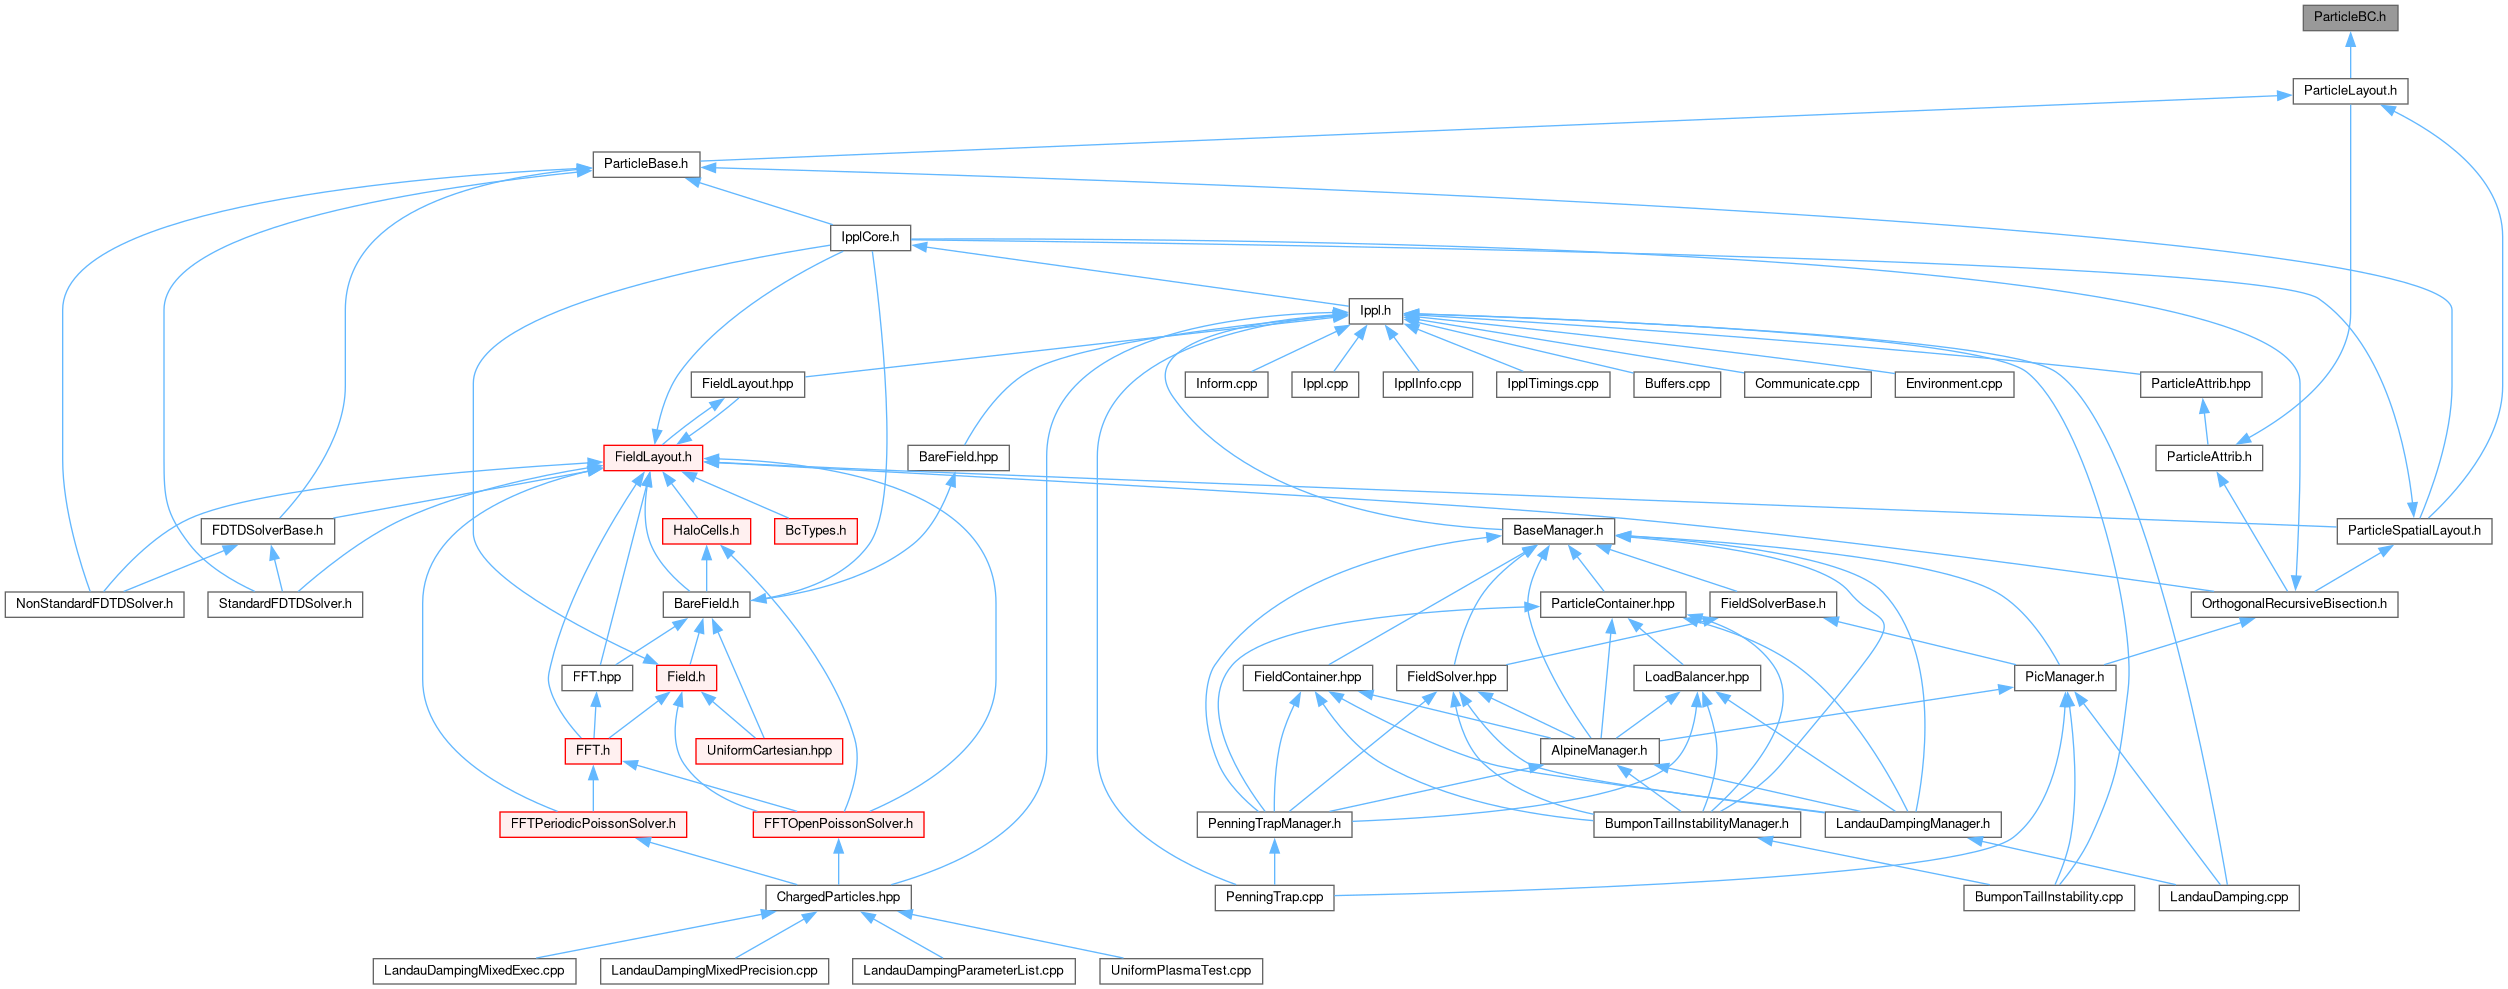 ParticleBC.h
ParticleLayout.h
ParticleBase.h
IpplCore.h
Ippl.h
FieldLayout.hpp
Inform.cpp
Ippl.cpp
IpplInfo.cpp
IpplTimings.cpp
Buffers.cpp
Communicate.cpp
Environment.cpp
ParticleAttrib.hpp
FieldLayout.h
BareField.hpp
ParticleAttrib.h
FDTDSolverBase.h
HaloCells.h
BcTypes.h
BaseManager.h
ParticleSpatialLayout.h
NonStandardFDTDSolver.h
StandardFDTDSolver.h
BareField.h
ParticleContainer.hpp
FieldSolverBase.h
OrthogonalRecursiveBisection.h
FFT.hpp
Field.h
FieldContainer.hpp
FieldSolver.hpp
LoadBalancer.hpp
PicManager.h
FFT.h
UniformCartesian.hpp
AlpineManager.h
FFTPeriodicPoissonSolver.h
FFTOpenPoissonSolver.h
PenningTrapManager.h
BumponTailInstabilityManager.h
LandauDampingManager.h
ChargedParticles.hpp
PenningTrap.cpp
BumponTailInstability.cpp
LandauDamping.cpp
LandauDampingMixedExec.cpp
LandauDampingMixedPrecision.cpp
LandauDampingParameterList.cpp
UniformPlasmaTest.cpp